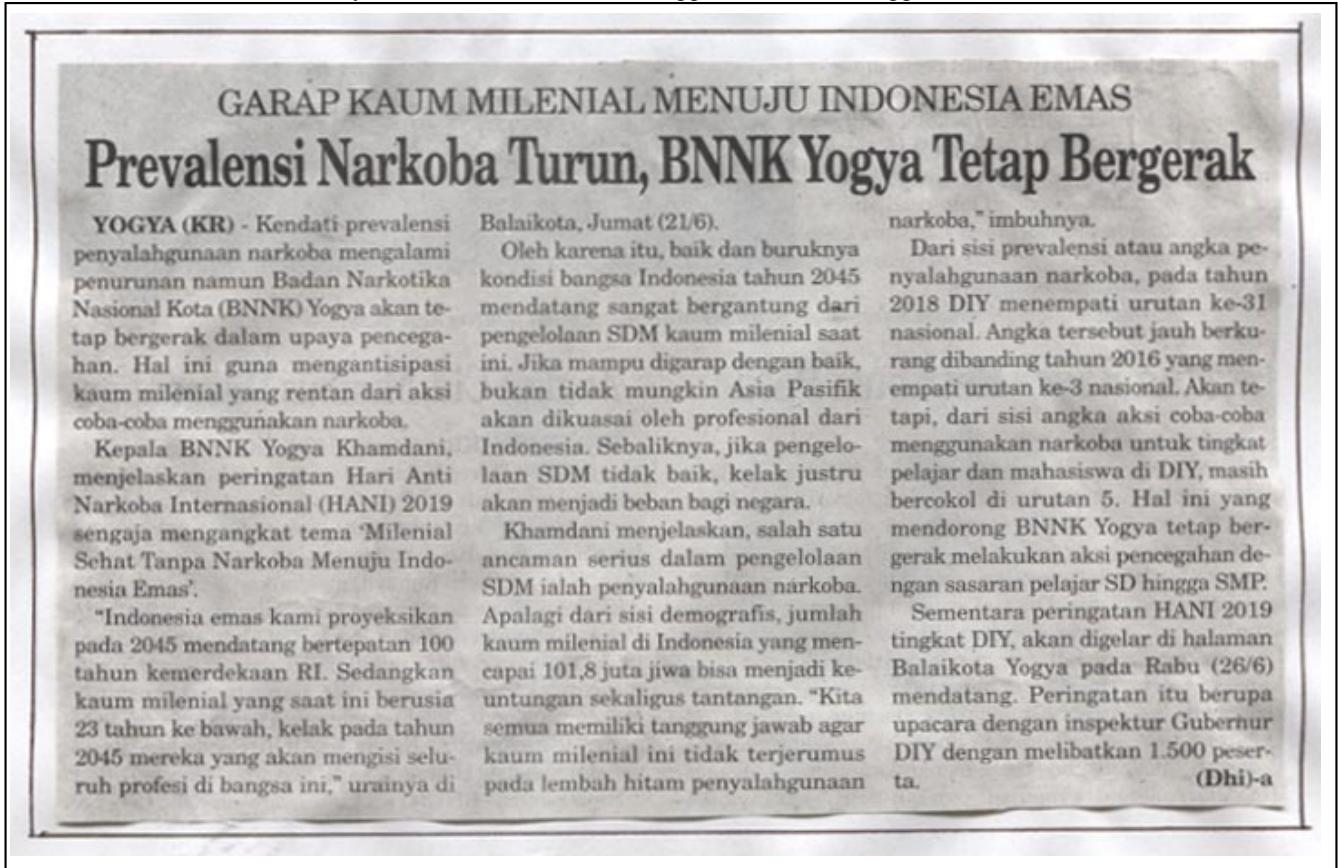 GARAP KAUM MILENIAL MENUJU INDONESIA EMAS
Prevalensi Narkoba Turun, BNNK Yogya Tetap Bergerak
YOGYA (KR) - Kendati prevalensi
penyalahgunaan narkoba mengalami
penurunan namun Badan Narkotika
Nasional Kota (BNNK) Yogya akan te-
tap bergerak dalam upaya pencega-
han. Hal ini guna mengantisipasi
kaum milenial yang rentan dari aksi
coba-coba menggunakan narkoba.
Kepala BNNK Yogya Khamdani,
menjelaskan peringatan Hari Anti
Narkoba Internasional (HANI) 2019
sengaja mengangkat tema 'Milenial
Sehat Tanpa Narkoba Menuju Indo-
nesia Emas'.
"Indonesia emas kami proyeksikan
pada 2045 mendatang bertepatan 100
tahun kemerdekaan RI. Sedangkan
kaum milenial yang saat ini berusia
23 tahun ke bawah, kelak pada tahun
2045 mereka yang akan mengisi selu-
ruh profesi di bangsa ini," urainya di
Balaikota, Jumat (21/6).
Oleh karena itu, baik dan buruknya
kondisi bangsa Indonesia tahun 2045
mendatang sangat bergantung dari
pengelolaan SDM kaum milenial saat
ini. Jika mampu digarap dengan baik,
bukan tidak mungkin Asia Pasifik
akan dikuasai oleh profesional dari
Indonesia. Sebaliknya, jika pengelo-
laan SDM tidak baik, kelak justru
akan menjadi beban bagi negara.
Khamdani menjelaskan, salah satu
ancaman serius dalam pengelolaan
SDM ialah penyalahgunaan narkoba.
Apalagi dari sisi demografis, jumlah
kaum milenial di Indonesia yang men-
capai 101,8 juta jiwa bisa menjadi ke-
untungan sekaligus tantangan. "Kita
semua memiliki tanggung jawab agar
kaum milenial ini tidak terjerumus
pada lembah hitam penyalahgunaan
narkoba," imbuhnya.
Dari sisi prevalensi atau angka pe-
nyalahgunaan narkoba, pada tahun
2018 DIY menempati urutan ke-31
nasional. Angka tersebut jauh berku-
rang dibanding tahun 2016 yang men-
empati urutan ke-3 nasional. Akan te-
tapi, dari sisi angka aksi coba-coba
menggunakan narkoba untuk tingkat
pelajar dan mahasiswa di DIY, masih
bercokol di urutan 5. Hal ini yang
mendorong BNNK Yogya tetap ber-
gerak melakukan aksi pencegahan de-
ngan sasaran pelajar SD hingga SMP.
Sementara peringatan HANI 2019
tingkat DIY, akan digelar di halaman
Balaikota Yogya pada Rabu (26/6)
mendatang. Peringatan itu berupa
upacara dengan inspektur Gubernur
DIY dengan melibatkan 1.500 peser-
ta. (Dhi)-a